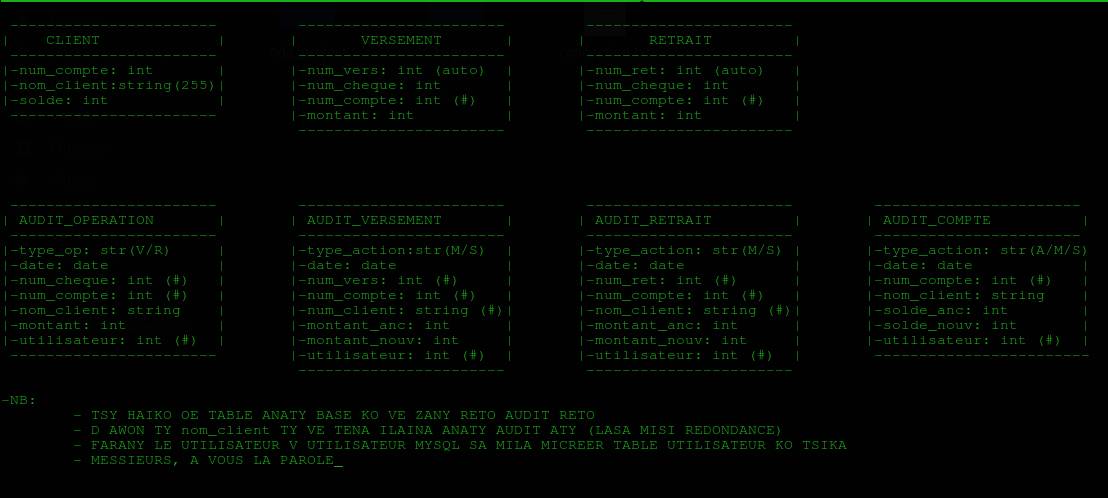 CLIENT VERSEMENT RETRAIT
-num_compte: int -num_vers: int (auto) -num_ret: int (auto)
-nom_client:string(255) -num_cheque: int -num_cheque: int
-solde: int -num_compte: int (#) -num_compte: int (#)
-montant: int -montant: int
AUDIT_OPERATION AUDIT_VERSEMENT AUDIT_RETRAIT AUDIT_COMPTE
-type_op: str(V/R) -type_action:str(M/S) -type_action: str(M/S) -type_action: str(A/M/S)
-date: date -date: date -date: date -date: date
-num_cheque: int (#) -num_vers: int (#) -num_ret: int (#) -num_compte: int (#)
-num_compte: int (#) -num_compte: int (#) -num_compte: int (#) -nom_client: string
-nom_client: string -num_client: string (#) -nom_client: string (#) -solde_anc: int
-montant: int -montant_anc: int -montant_anc: int -solde_nouv: int
-utilisateur: int (#) -montant_nouv: int -montant_nouv: int -utilisateur: int (#)
-utilisateur: int (#) -utilisateur: int (#)
-NB:
- TSY HAIKO OE TABLE ANATY BASE KO VE ZANY RETO AUDIT RETO
- D AWON TY nom_client TY VE TENA ILAINA ANATY AUDIT ATY (LASA MISI REDONDANCE)
- FARANY LE UTILISATEUR V UTILISATEUR MYSQL SA MILA MICREER TABLE UTILISATEUR KO TSIKA
- MESSIEURS, A VOUS LA PAROLE_